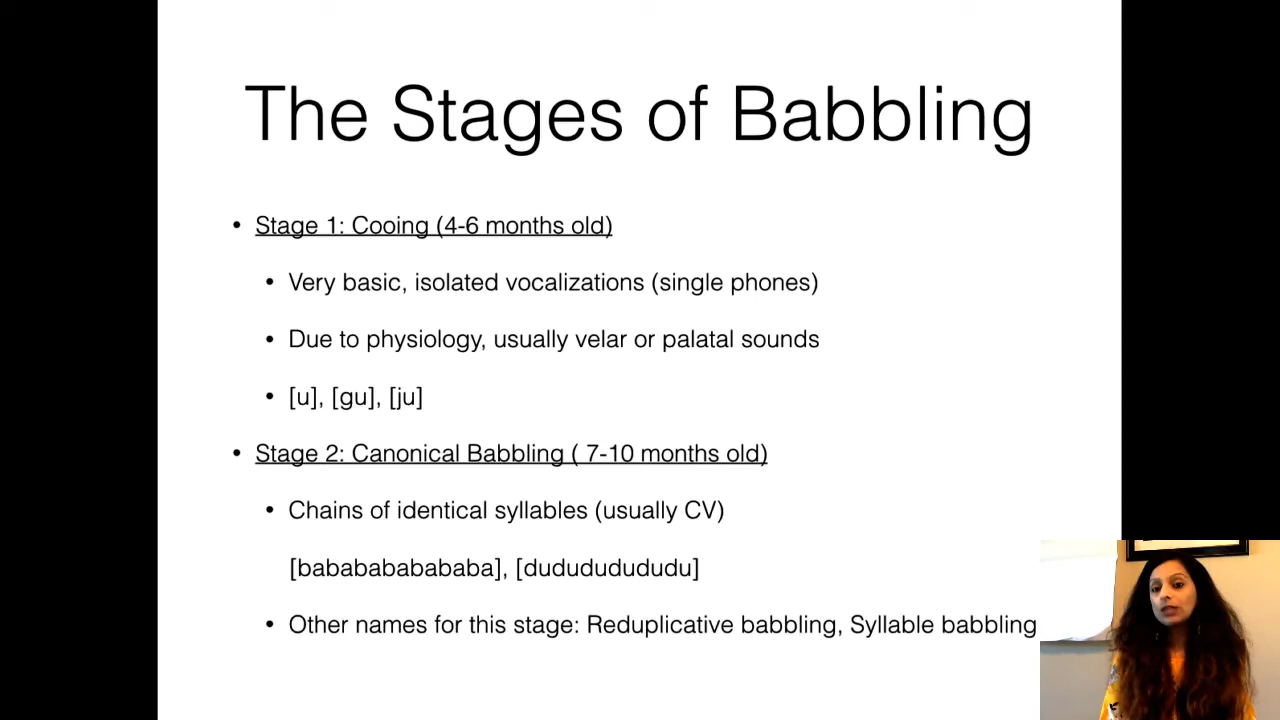 The Stages of Babbling
• Stage 1: Cooing (4-6 months old)
• Very basic, isolated vocalizations (single phones)
• Due to physiology, usually velar or palatal sounds
• [u], [gu], [ju]
• Stage 2: Canonical Babbling ( 7-10 months old)
• Chains of identical syllables (usually CV)
[babababababa], [dudududududu]
• Other names for this stage: Reduplicative babbling, Syllable babbling